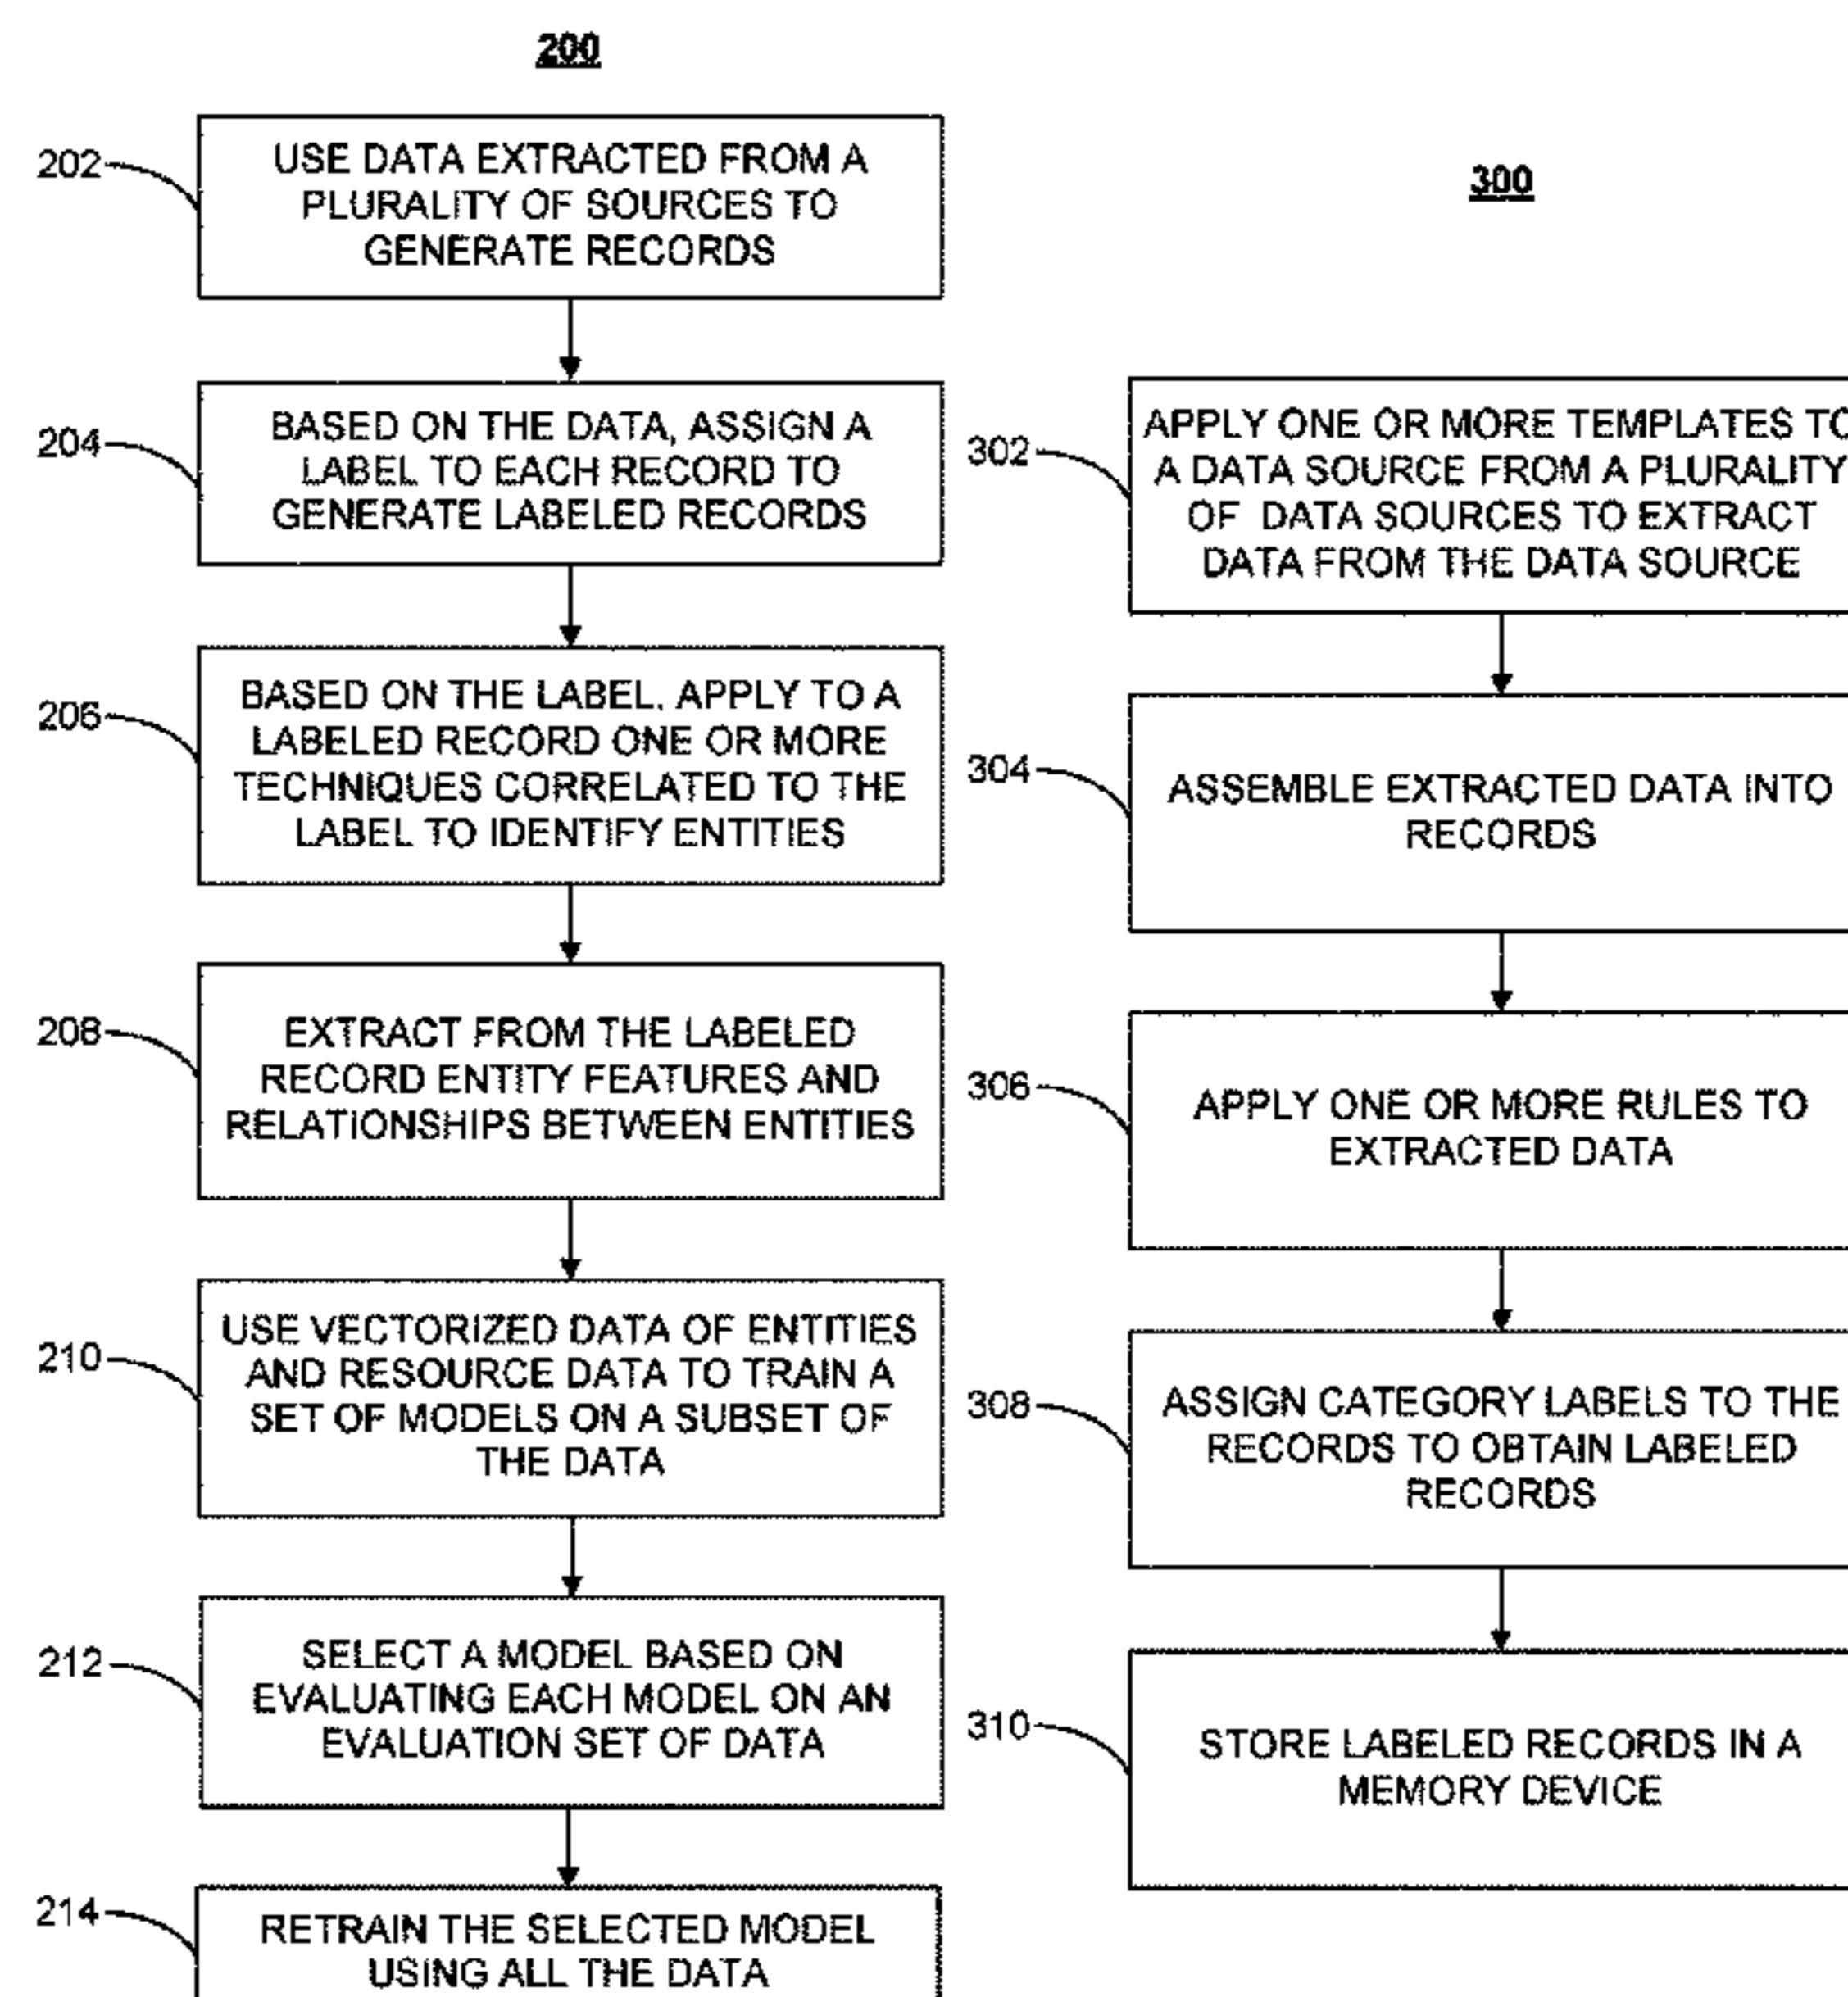 200
202
USE DATA EXTRACTED FROM A
PLURALITY OF SOURCES TO
GENERATE RECORDS
204
BASED ON THE DATA, ASSIGN A
LABEL TO EACH RECORD TO
GENERATE LABELED RECORDS
206
BASED ON THE LABEL, APPLY TO A
LABELED RECORD ONE OR MORE
TECHNIQUES CORRELATED TO THE
LABEL TO IDENTIFY ENTITIES
208
EXTRACT FROM THE LABELED
RECORD ENTITY FEATURES AND
RELATIONSHIPS BETWEEN ENTITIES
210
USE VECTORIZED DATA OF ENTITIES
AND RESOURCE DATA TO TRAIN A
SET OF MODELS ON A SUBSET OF
THE DATA
212
SELECT A MODEL BASED ON
EVALUATING EACH MODEL ON AN
EVALUATION SET OF DATA
214
RETRAIN THE SELECTED MODEL
USING ALL THE DATA
300
302
APPLY ONE OR MORE TEMPLATES TO
A DATA SOURCE FROM A PLURALITY
OF DATA SOURCES TO EXTRACT
DATA FROM THE DATA SOURCE
304
ASSEMBLE EXTRACTED DATA INTO
RECORDS
306
APPLY ONE OR MORE RULES TO
EXTRACTED DATA
308
ASSIGN CATEGORY LABELS TO THE
RECORDS TO OBTAIN LABELED
RECORDS
310
STORE LABELED RECORDS IN A
MEMORY DEVICE